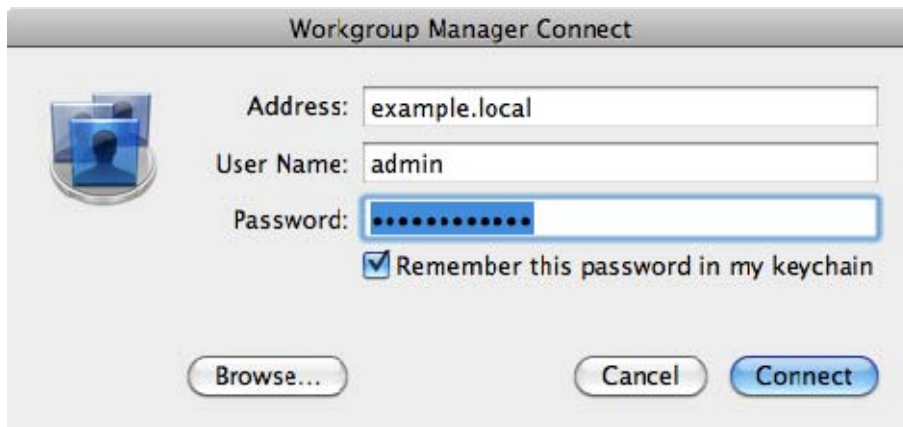 Workgroup Manager Connect
Address: example.local
User Name: admin
Password: ••••••••••••
Remember this password in my keychain
Browse... Cancel Connect